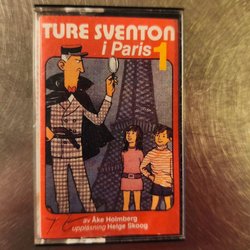 TURE SVENTON
i Paris 1
av Åke Holmberg
uppläsning Helge Skoog